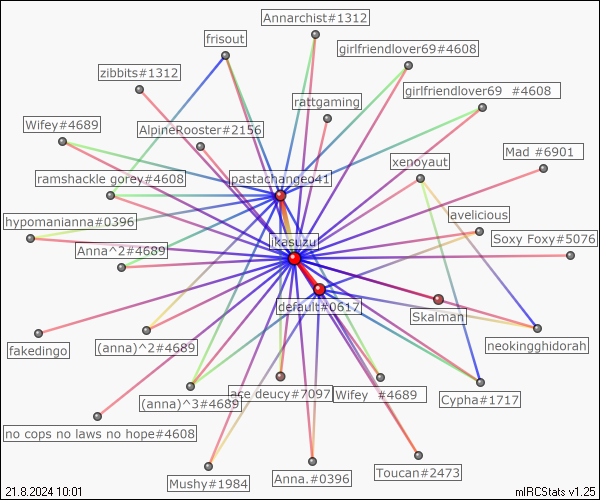 Annarchist#1312
frisout
girlfriendlover69#4608
zibbits#1312
girlfriendlover69 #4608
rattgaming
Wifey#4689
AlpineRooster#2156
Mad #6901
xenoyaut
ramshackle gorey#4608
pastachangeo41
hypomanianna#0396
lavelicious
Anna^2#4689
ikasuzu
Soxy Foxy#5076
default#0617
Skalman
fakedingo
(anna)^2#4689
neokingghidorah
ace deucy#7097
Wifey #4689
(anna)^3#4689
Cypha#1717
no cops no laws no hope#4608
Mushy#1984
Anna.#0396
Toucan#2473
21.8.2024 10:01
mIRCStats v1.25